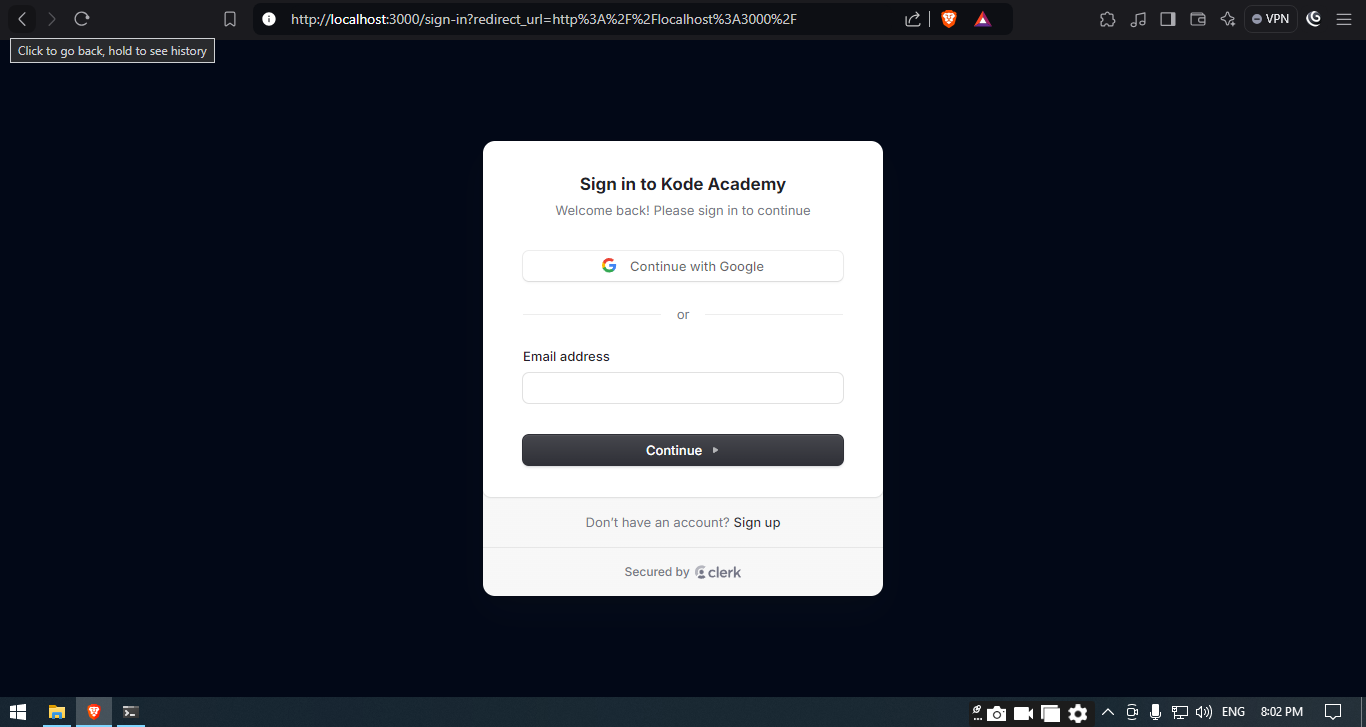 http://localhost:3000/sign-in?redirect_url=http%3A%2F%2Flocalhost%3A3000%2F
VPN
Click to go back, hold to see history
Sign in to Kode Academy
Welcome back! Please sign in to continue
Continue with Google
or
Email address
Continue
Don’t have an account? Sign up
Secured by clerk
ENG
8:02 PM